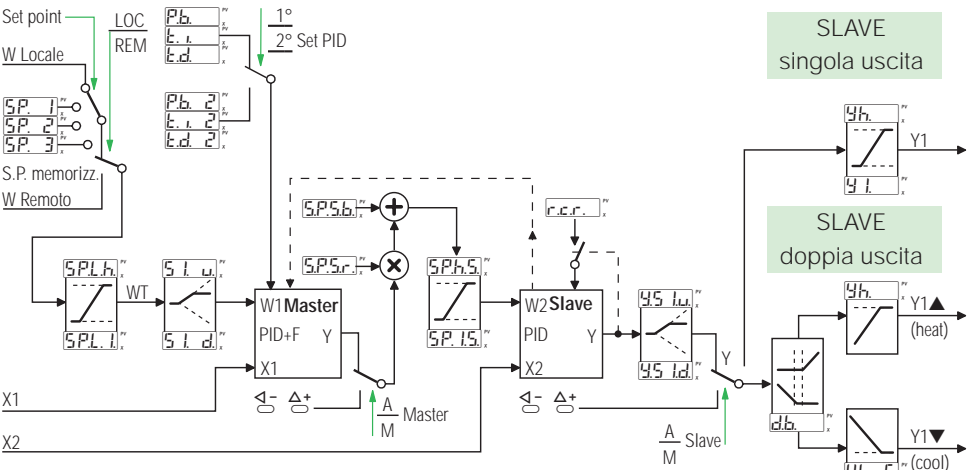 Set point
LOC
REM
W Locale
SP. 1
SP. 2
SP. 3
S.P. memorizz.
W Remoto
P.b.
t.i.
t.d.
1°
2° Set PID
P.b. 2
t.i. 2
t.d. 2
SLAVE
singola uscita
Yh.
Y1
Y1.
SLAVE
doppia uscita
S.P.S.b.
+
r.c.r.
S.P.S.r.
×
SP.L.h.
WT
SP.L.1.
S1. u.
S1. d.
W1 Master
PID+F Y
X1
SP.h.S.
SP.1.S.
W2 Slave
PID Y
X2
Y.S1.u.
Y.S1.d.
Y
d.b.
Yh.
Y1▲
(heat)
Y1▼
(cool)
X1
X2
◁ − △ +
A
M
Master
◁ − △ +
A
M
Slave